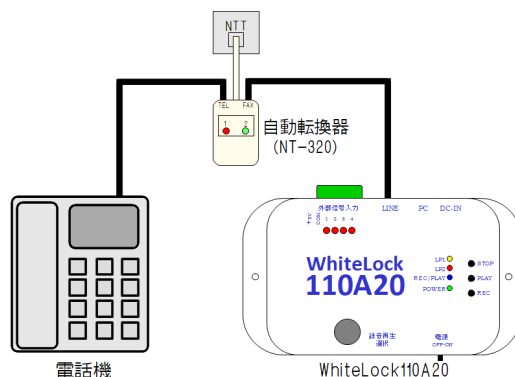 NTT
TEL FAX
1 2
自動転換器
(NT-320)
外部信号入力 LINE PC DC-IN
+5V COM 1 2 3 4
WhiteLock
110A20
LP1
LP2
REC/PLAY
POWER
STOP
PLAY
REC
録音再生
選択
電源
OFF-ON
電話機
WhiteLock110A20